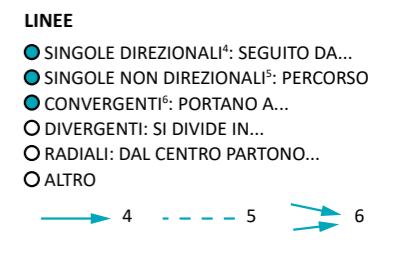 LINEE
SINGOLE DIREZIONALI⁴: SEGUITO DA...
SINGOLE NON DIREZIONALI⁵: PERCORSO
CONVERGENTI⁶: PORTANO A...
DIVERGENTI: SI DIVIDE IN...
RADIALI: DAL CENTRO PARTONO...
ALTRO
4 5 6